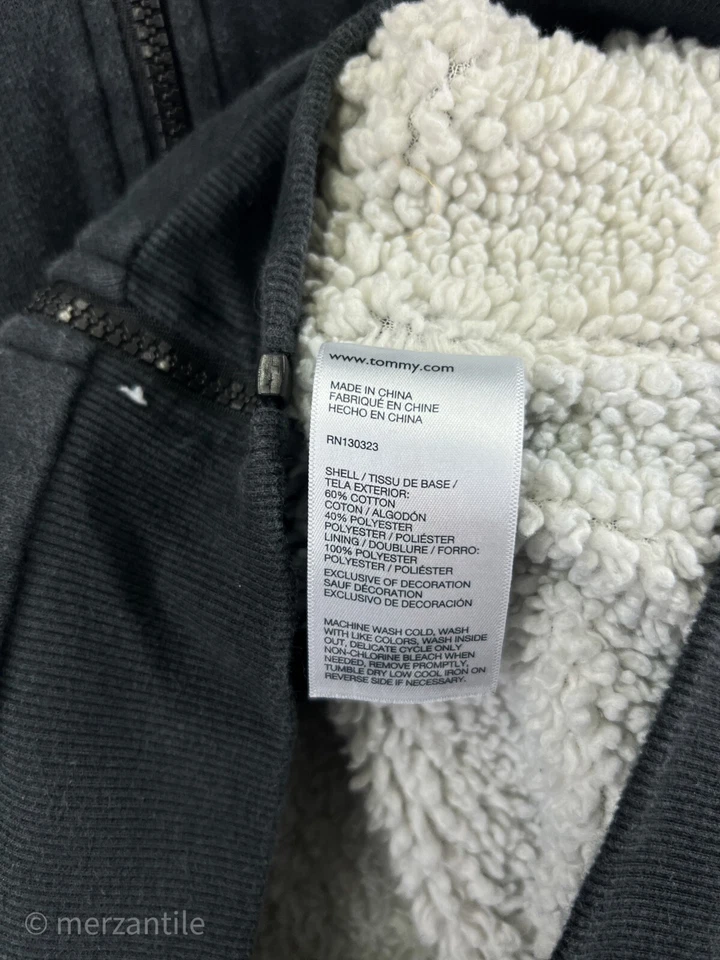 www.tommy.com
MADE IN CHINA
FABRIQUÉ EN CHINE
HECHO EN CHINA
RN130323
SHELL / TISSU DE BASE /
TELA EXTERIOR:
60% COTTON
COTON / ALGODÓN
40% POLYESTER
POLYESTER / POLIÉSTER
LINING / DOUBLURE / FORRO:
100% POLYESTER
POLYESTER / POLIÉSTER
EXCLUSIVE OF DECORATION
SAUF DÉCORATION
EXCLUSIVO DE DECORACIÓN
MACHINE WASH COLD, WASH
WITH LIKE COLORS, WASH INSIDE
OUT, DELICATE CYCLE ONLY
NON-CHLORINE BLEACH WHEN
NEEDED, REMOVE PROMPTLY,
TUMBLE DRY LOW COOL IRON ON
REVERSE SIDE IF NECESSARY.
© merzantile